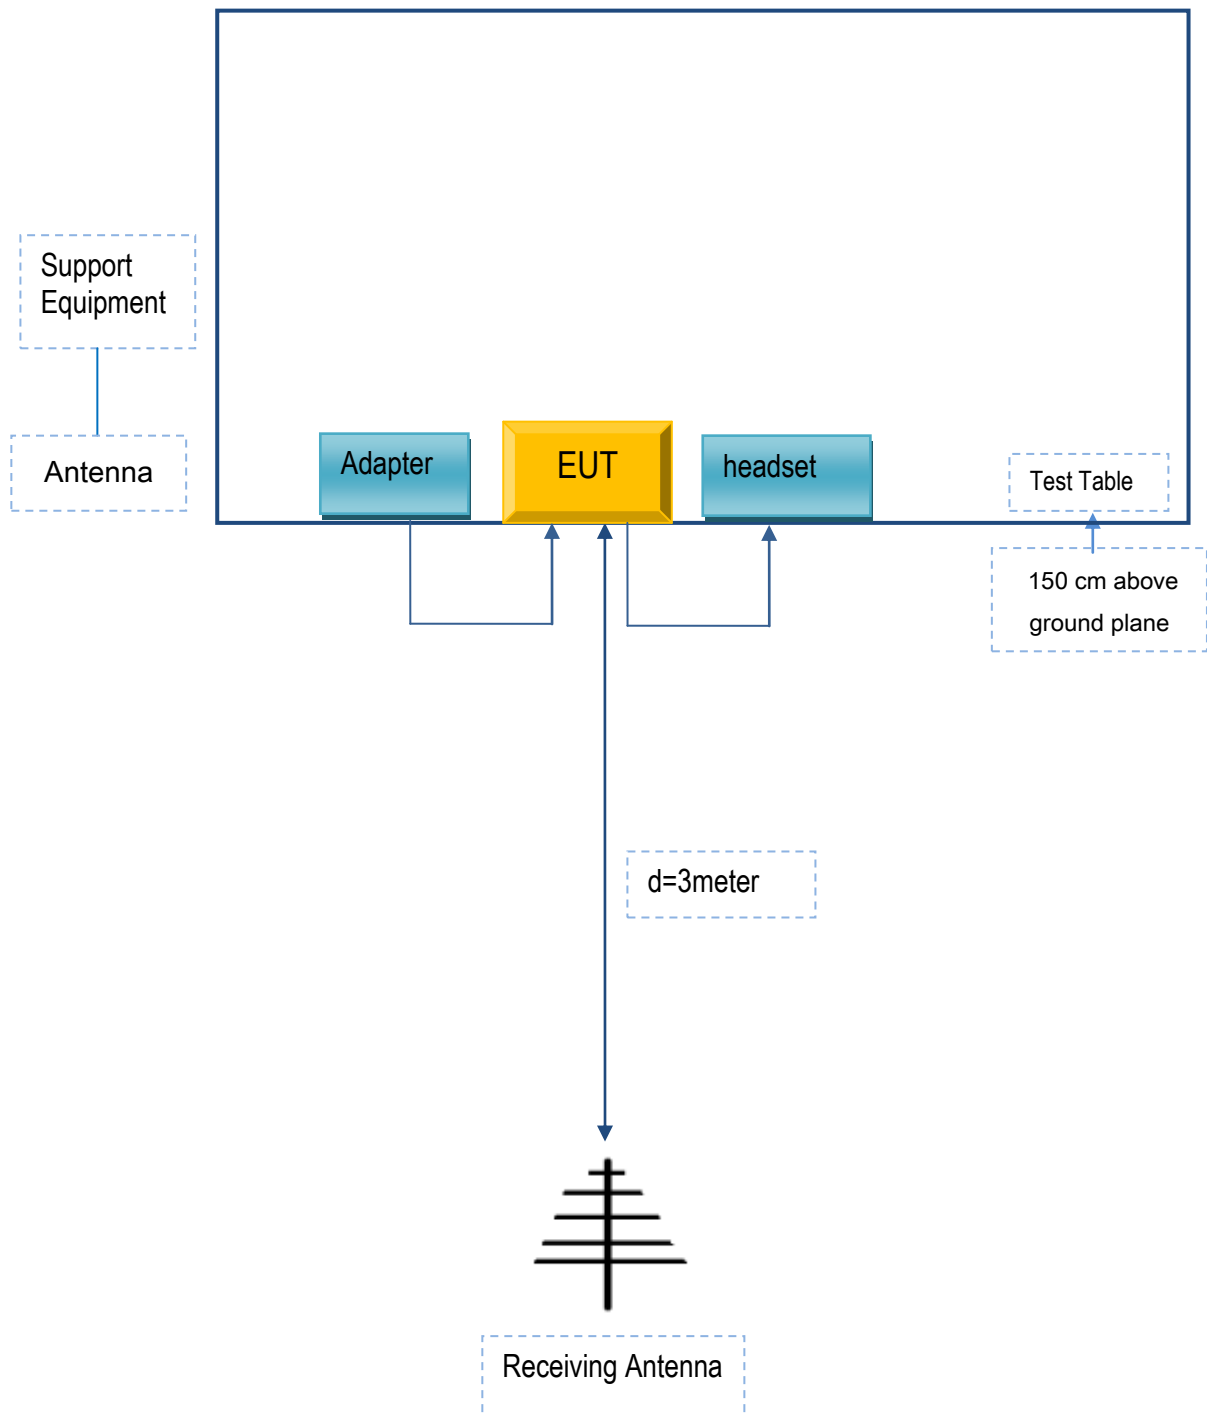 Support
Equipment
Antenna
Adapter
EUT
headset
Test Table
150 cm above
ground plane
d=3meter
Receiving Antenna